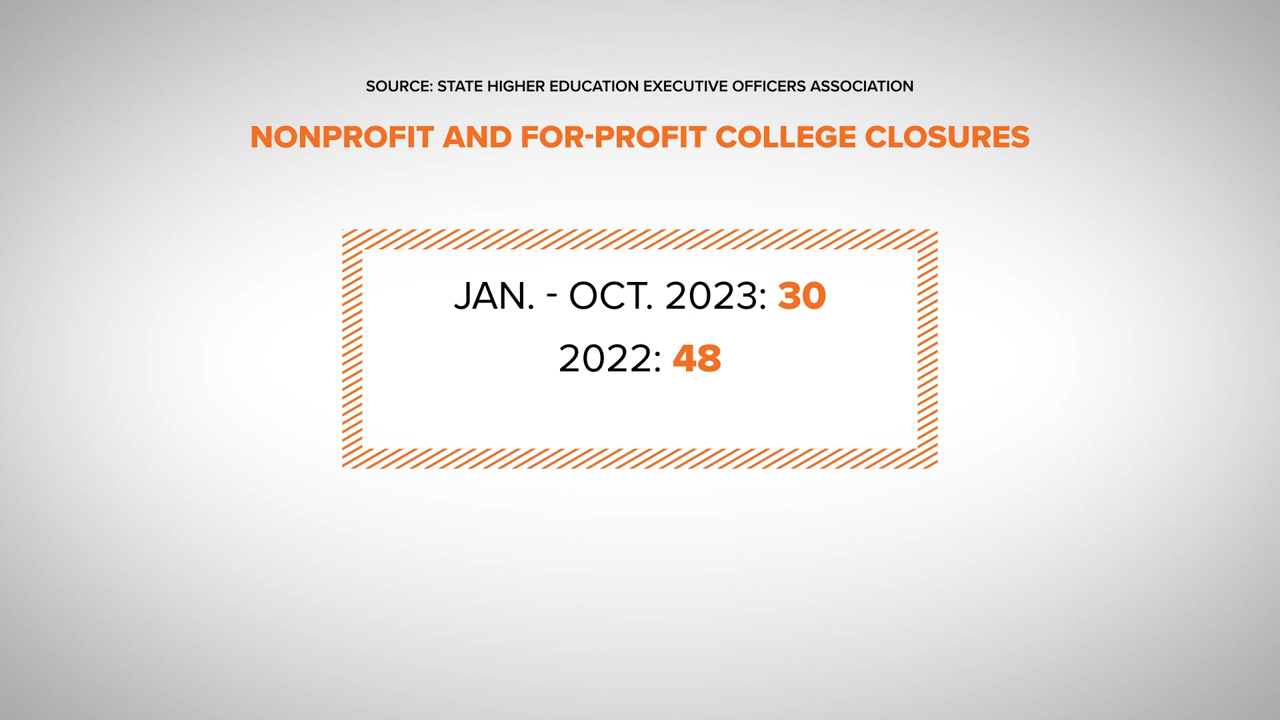 SOURCE: STATE HIGHER EDUCATION EXECUTIVE OFFICERS ASSOCIATION
NONPROFIT AND FOR-PROFIT COLLEGE CLOSURES
JAN. - OCT. 2023: 30
2022: 48